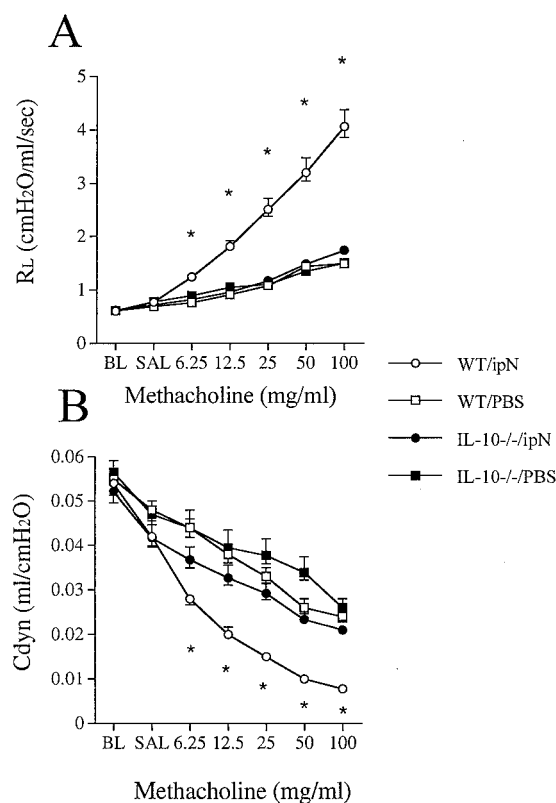 A
RL (cmH2O/ml/sec)
5
4
3
2
1
0
* * * * *
BL SAL 6.25 12.5 25 50 100
Methacholine (mg/ml)
WT/ipN
WT/PBS
IL-10-/-/ipN
IL-10-/-/PBS
B
Cdyn (ml/cmH2O)
0.06
0.05
0.04
0.03
0.02
0.01
0
* * * * *
BL SAL 6.25 12.5 25 50 100
Methacholine (mg/ml)